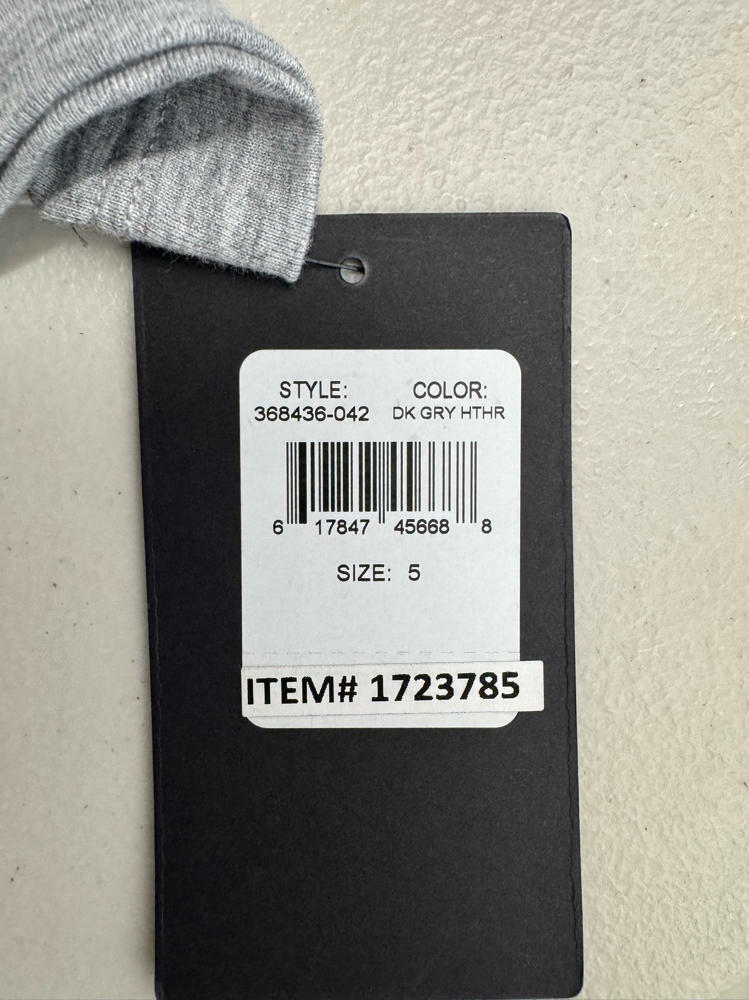 STYLE: COLOR:
368436-042 DK GRY HTHR
6 17847 45668 8
SIZE: 5
ITEM# 1723785